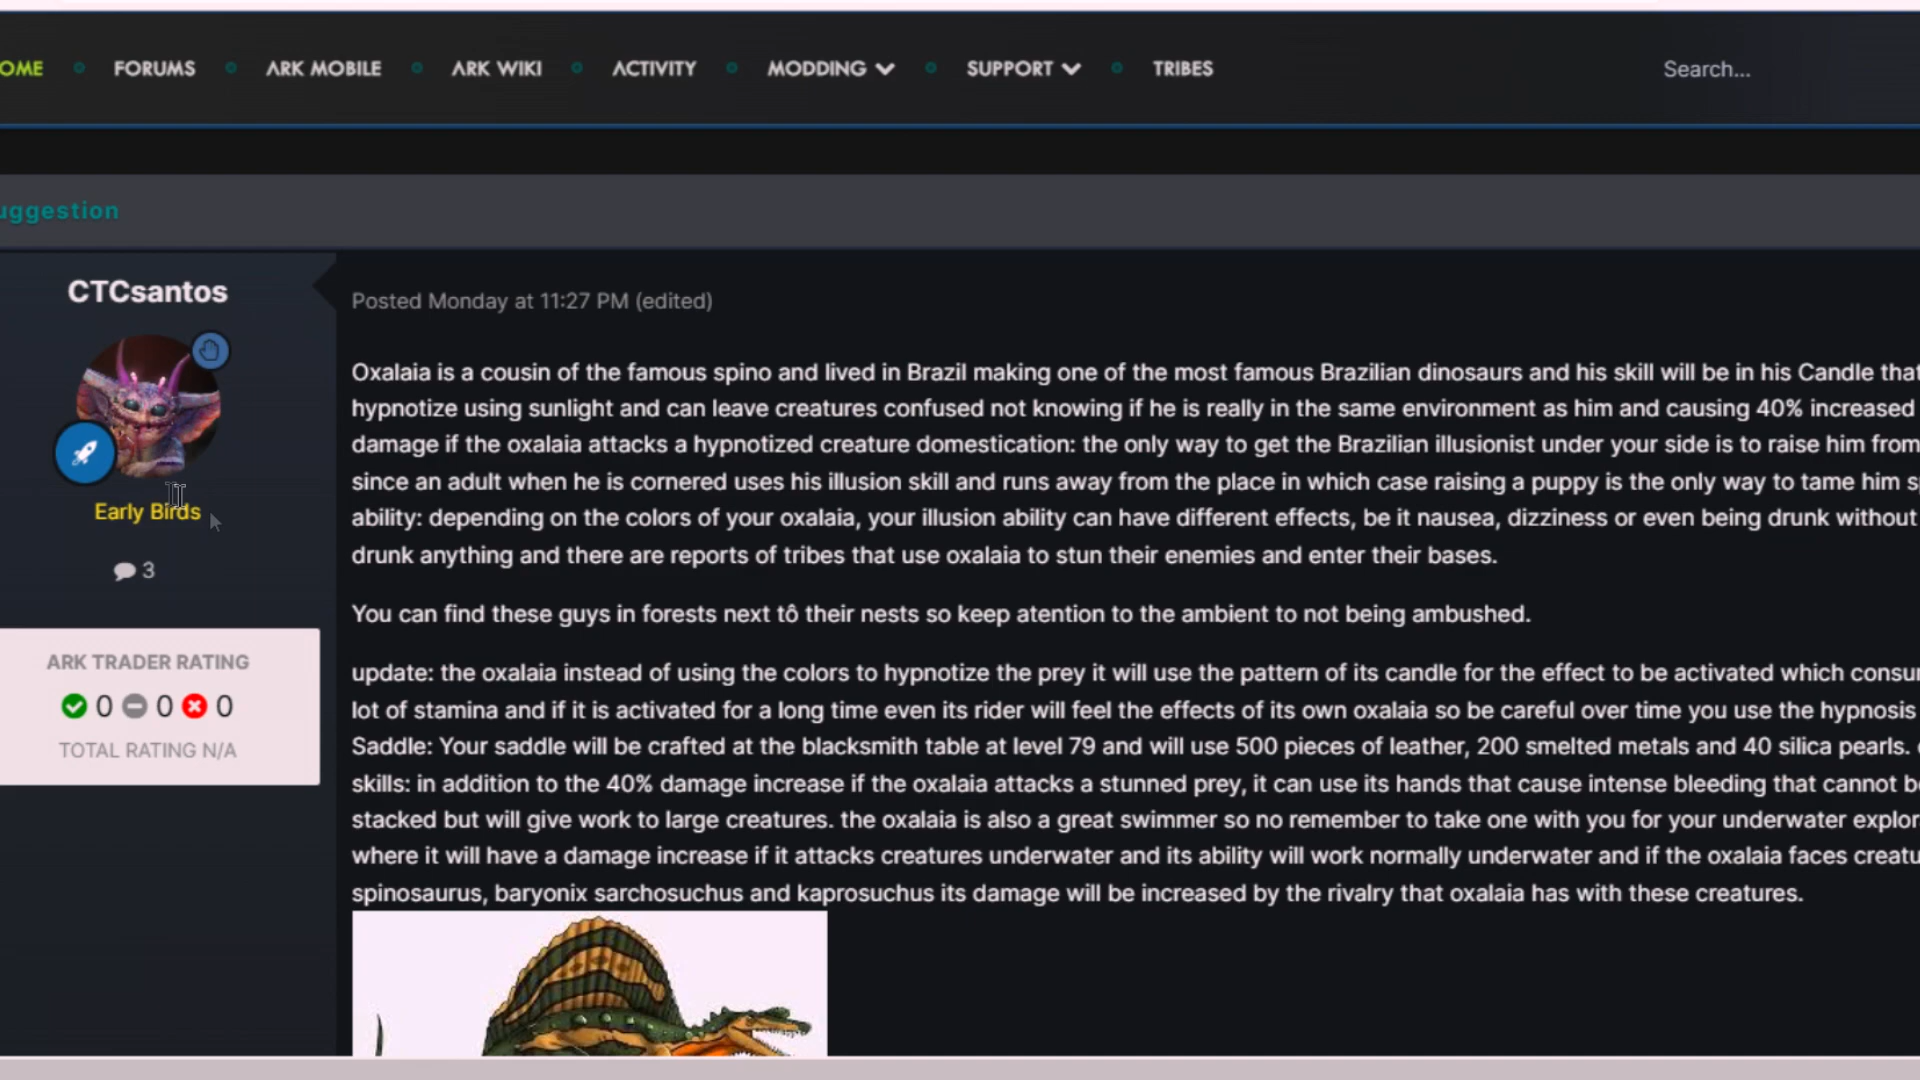 OME FORUMS ARK MOBILE ARK WIKI ACTIVITY MODDING SUPPORT TRIBES Search...
uggestion
CTCsantos
Early Birds
3
ARK TRADER RATING
0 0 0
TOTAL RATING N/A
Posted Monday at 11:27 PM (edited)
Oxalaia is a cousin of the famous spino and lived in Brazil making one of the most famous Brazilian dinosaurs and his skill will be in his Candle that
hypnotize using sunlight and can leave creatures confused not knowing if he is really in the same environment as him and causing 40% increased
damage if the oxalaia attacks a hypnotized creature domestication: the only way to get the Brazilian illusionist under your side is to raise him from
since an adult when he is cornered uses his illusion skill and runs away from the place in which case raising a puppy is the only way to tame him s
ability: depending on the colors of your oxalaia, your illusion ability can have different effects, be it nausea, dizziness or even being drunk without
drunk anything and there are reports of tribes that use oxalaia to stun their enemies and enter their bases.
You can find these guys in forests next tô their nests so keep atention to the ambient to not being ambushed.
update: the oxalaia instead of using the colors to hypnotize the prey it will use the pattern of its candle for the effect to be activated which consu
lot of stamina and if it is activated for a long time even its rider will feel the effects of its own oxalaia so be careful over time you use the hypnosis
Saddle: Your saddle will be crafted at the blacksmith table at level 79 and will use 500 pieces of leather, 200 smelted metals and 40 silica pearls.
skills: in addition to the 40% damage increase if the oxalaia attacks a stunned prey, it can use its hands that cause intense bleeding that cannot be
stacked but will give work to large creatures. the oxalaia is also a great swimmer so no remember to take one with you for your underwater explor
where it will have a damage increase if it attacks creatures underwater and its ability will work normally underwater and if the oxalaia faces creatu
spinosaurus, baryonix sarchosuchus and kaprosuchus its damage will be increased by the rivalry that oxalaia has with these creatures.